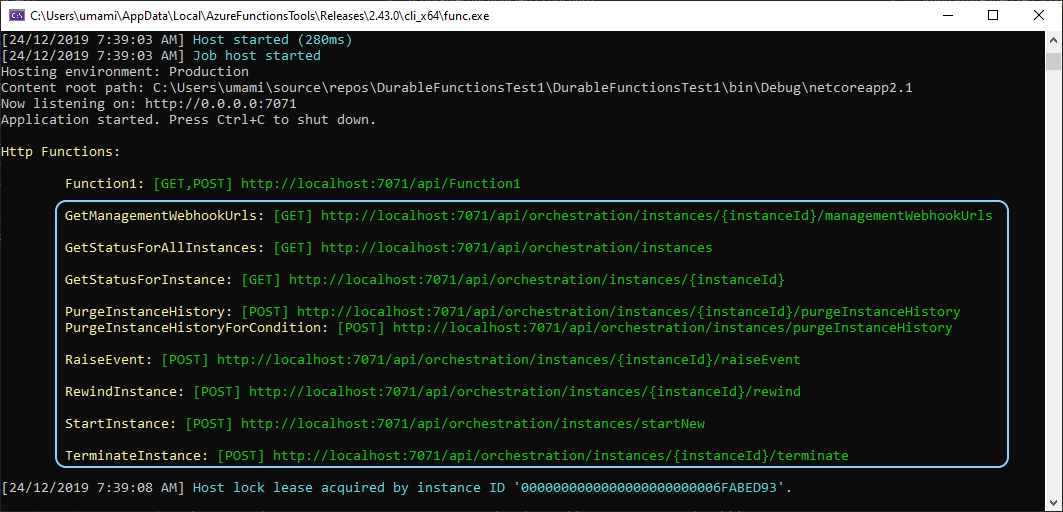 C:\Users\umami\AppData\Local\AzureFunctionsTools\Releases\2.43.0\cli_x64\func.exe
[24/12/2019 7:39:03 AM] Host started (280ms)
[24/12/2019 7:39:03 AM] Job host started
Hosting environment: Production
Content root path: C:\Users\umami\source\repos\DurableFunctionsTest1\DurableFunctionsTest1\bin\Debug\netcoreapp2.1
Now listening on: http://0.0.0.0:7071
Application started. Press Ctrl+C to shut down.
Http Functions:
Function1: [GET,POST] http://localhost:7071/api/Function1
GetManagementWebhookUrls: [GET] http://localhost:7071/api/orchestration/instances/{instanceId}/managementWebhookUrls
GetStatusForAllInstances: [GET] http://localhost:7071/api/orchestration/instances
GetStatusForInstance: [GET] http://localhost:7071/api/orchestration/instances/{instanceId}
PurgeInstanceHistory: [POST] http://localhost:7071/api/orchestration/instances/{instanceId}/purgeInstanceHistory
PurgeInstanceHistoryForCondition: [POST] http://localhost:7071/api/orchestration/instances/purgeInstanceHistory
RaiseEvent: [POST] http://localhost:7071/api/orchestration/instances/{instanceId}/raiseEvent
RewindInstance: [POST] http://localhost:7071/api/orchestration/instances/{instanceId}/rewind
StartInstance: [POST] http://localhost:7071/api/orchestration/instances/startNew
TerminateInstance: [POST] http://localhost:7071/api/orchestration/instances/{instanceId}/terminate
[24/12/2019 7:39:08 AM] Host lock lease acquired by instance ID '0000000000000000000000006FABED93'.